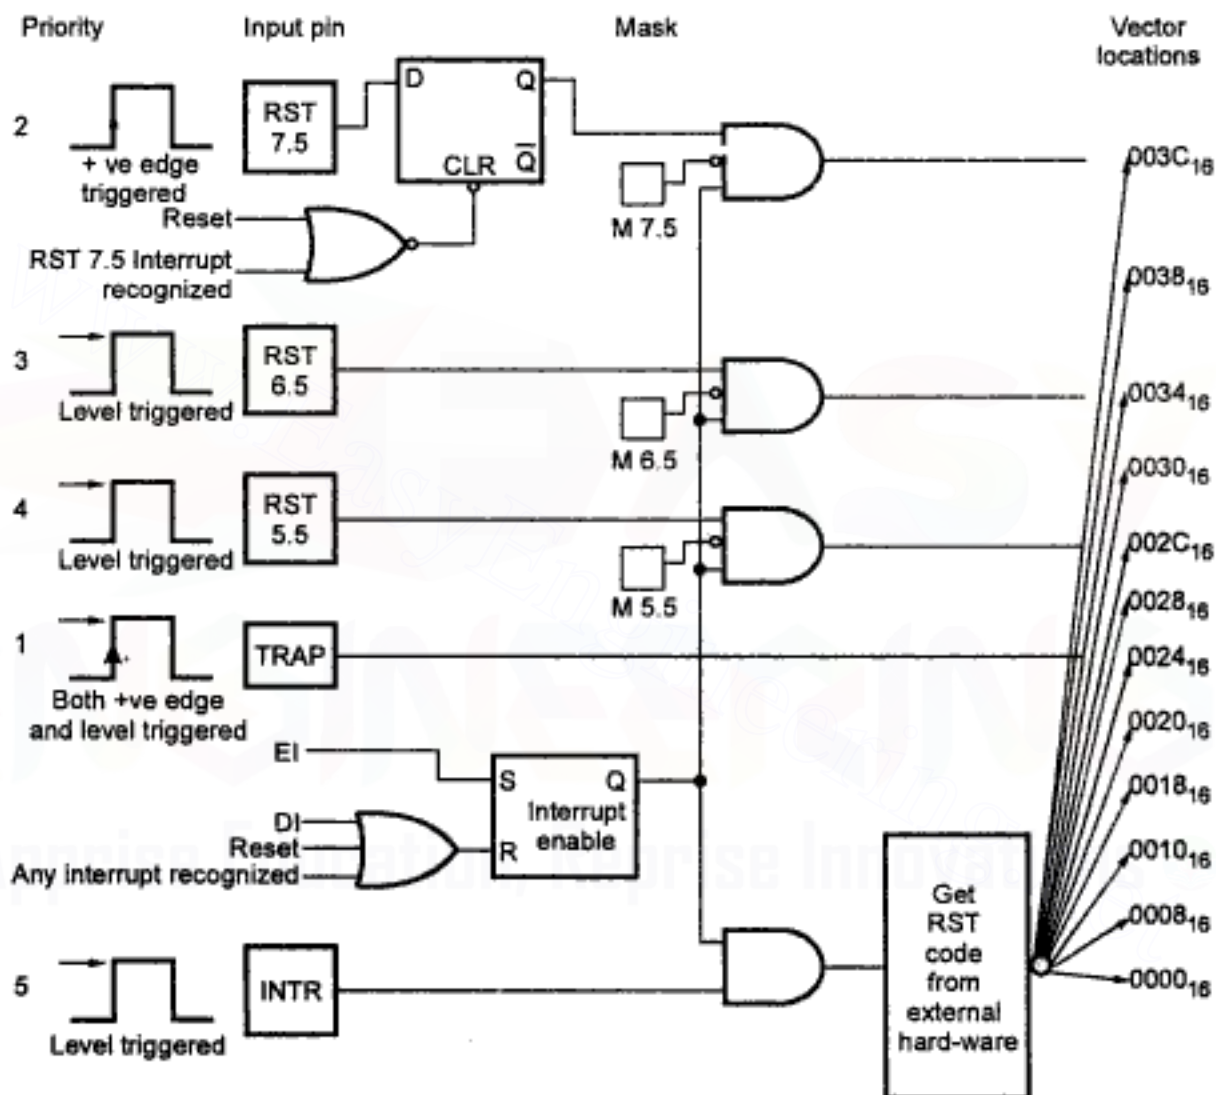 Priority
Input pin
Mask
Vector
locations
2
+ ve edge
triggered
RST
7.5
D
Q
Q̅
CLR
M 7.5
003C16
Reset
RST 7.5 Interrupt
recognized
003816
3
Level triggered
RST
6.5
M 6.5
003416
003016
4
Level triggered
RST
5.5
M 5.5
002C16
002816
1
Both +ve edge
and level triggered
TRAP
002416
002016
EI
DI
Reset
Any interrupt recognized
S
Q
Interrupt
enable
R
001816
001016
000816
000016
Get
RST
code
from
external
hard-ware
5
Level triggered
INTR